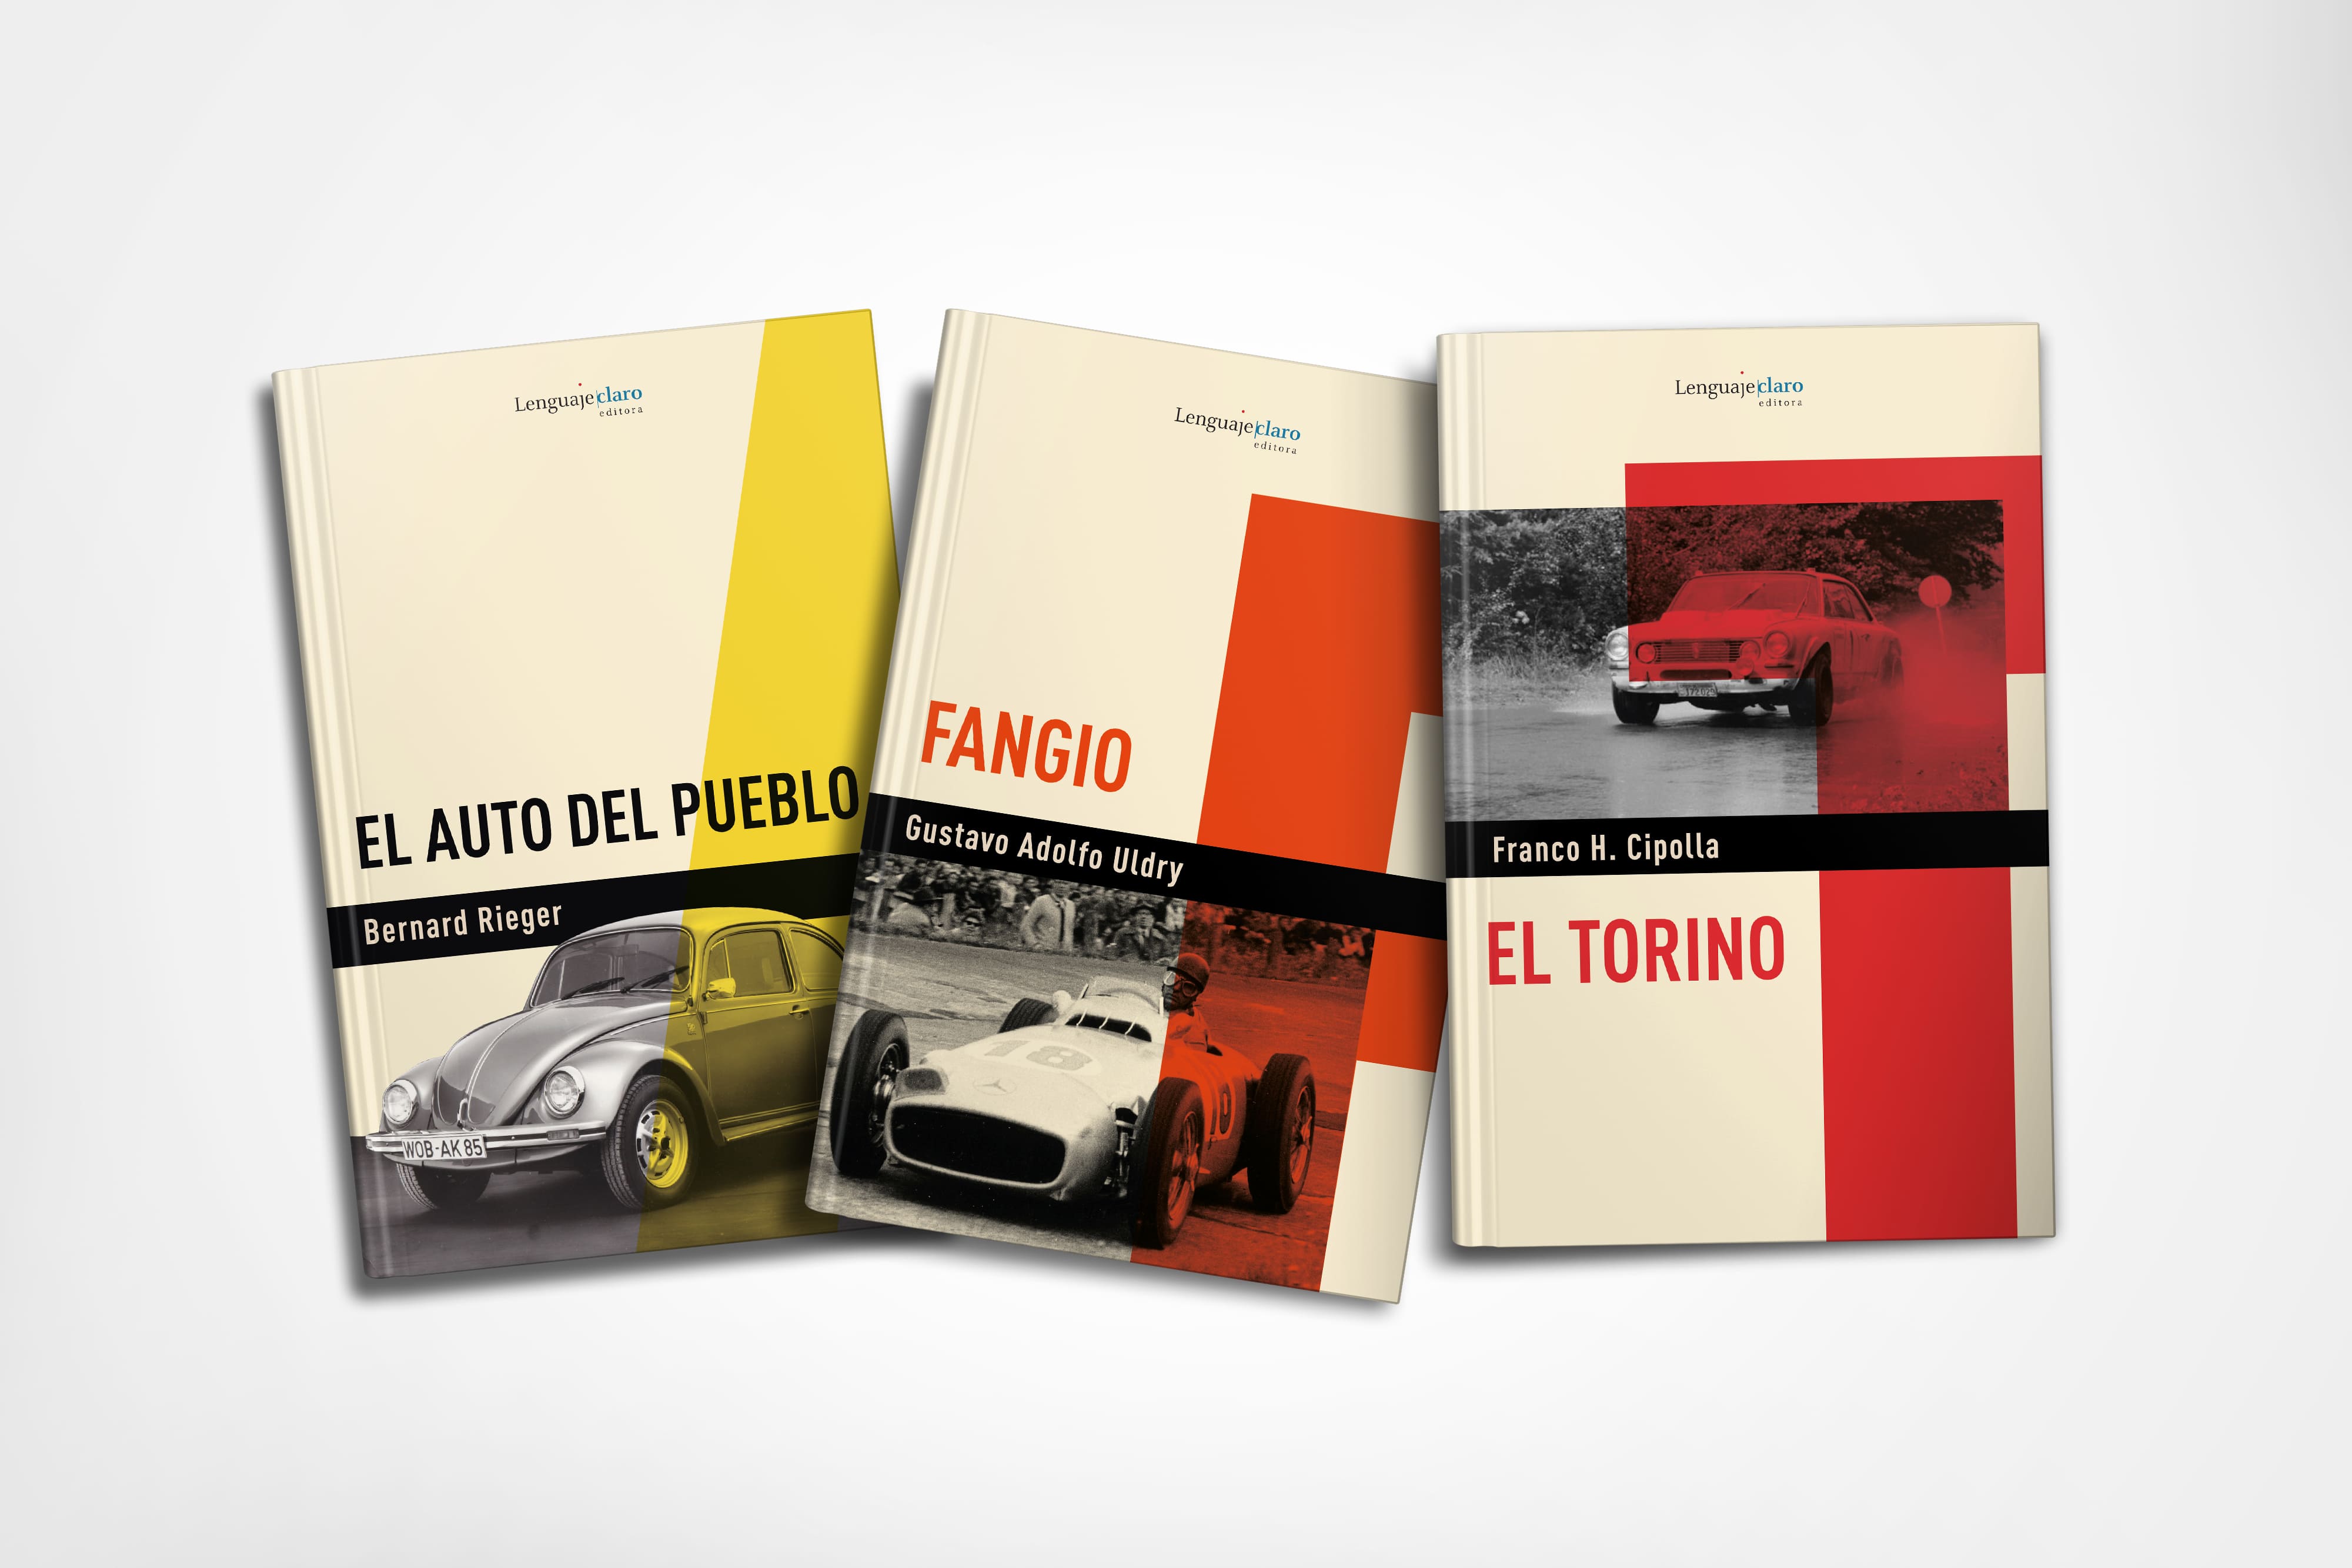 Lenguaje claro
editora
EL AUTO DEL PUEBLO
Bernard Rieger
WOB-AK 85
Lenguaje claro
editora
FANGIO
Gustavo Adolfo Uldry
18
Lenguaje claro
editora
Franco H. Cipolla
EL TORINO